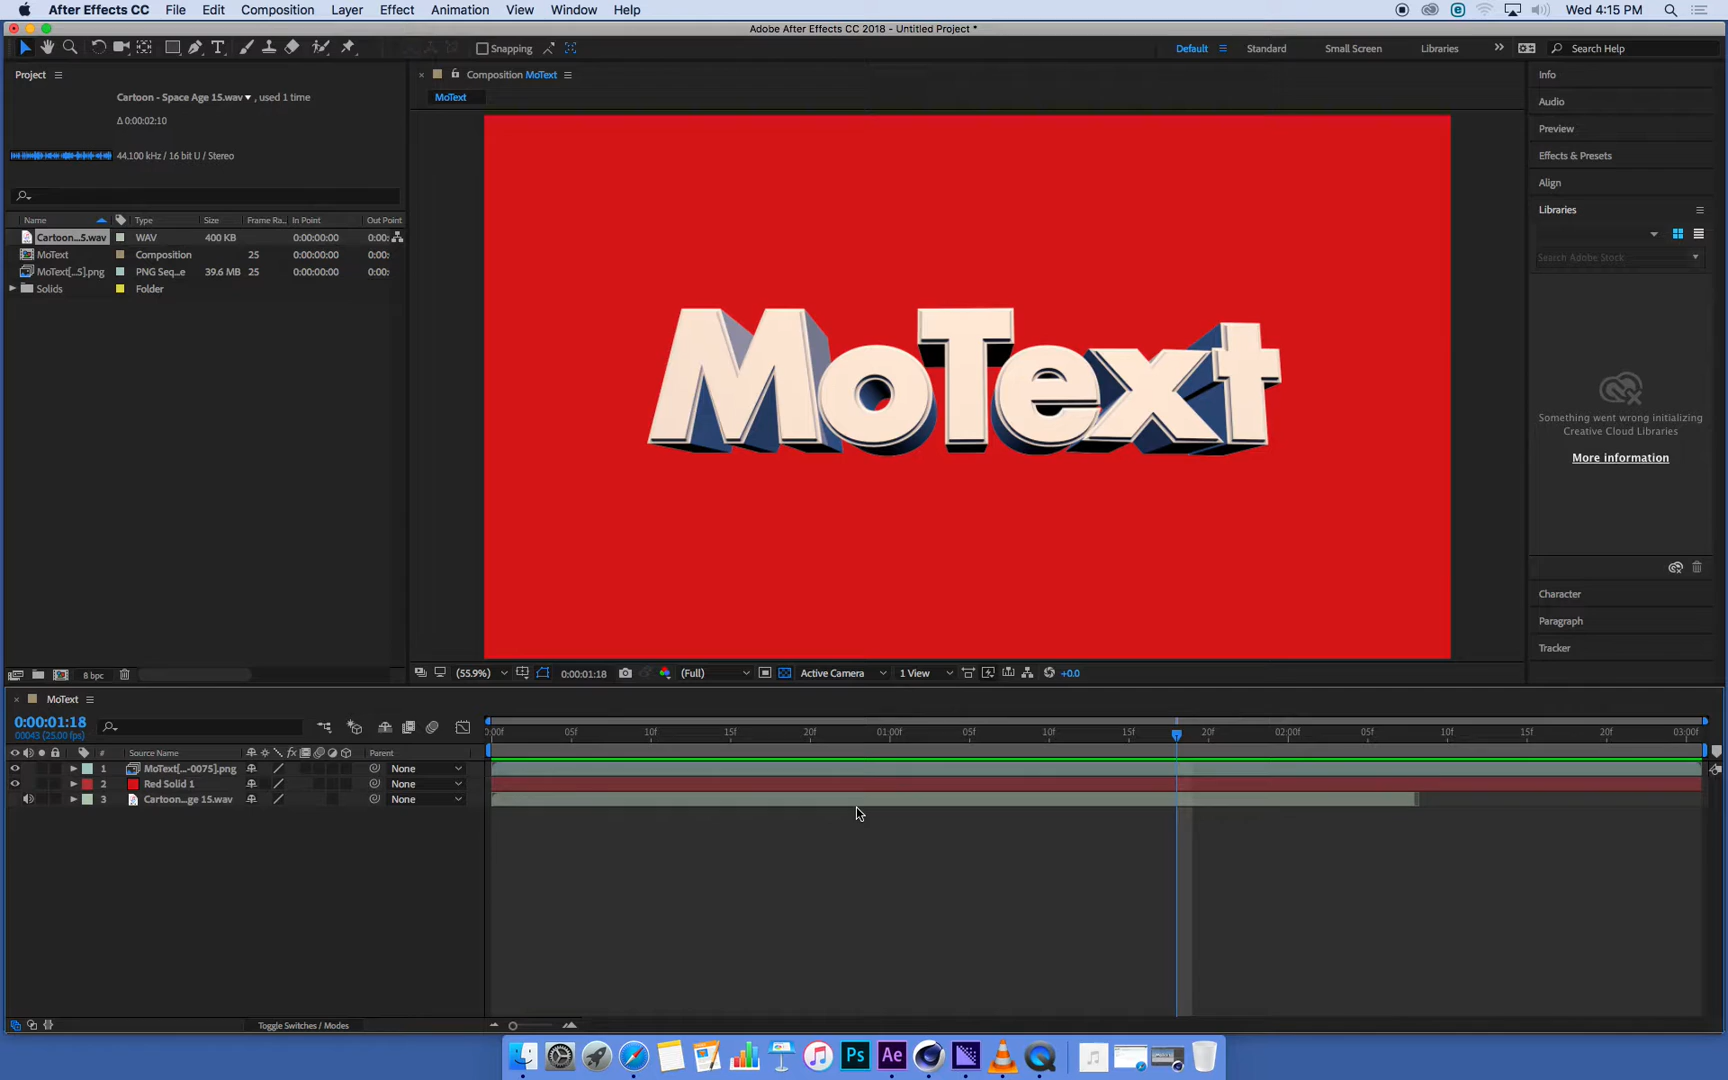 After Effects CC File Edit Composition Layer Effect Animation View Window Help Wed 4:15 PM
Adobe After Effects CC 2018 - Untitled Project *
Snapping Default Standard Small Screen Libraries Search Help
Project
Cartoon - Space Age 15.wav , used 1 time
Δ 0:00:02:10
44.100 kHz / 16 bit U / Stereo
Name Type Size Frame Ra... In Point Out Point
Cartoon...5.wav WAV 400 KB 0:00:00:00 0:00:
MoText Composition 25 0:00:00:00 0:00:
MoText[...5].png PNG Seq...e 39.6 MB 25 0:00:00:00 0:00:
Solids Folder
8 bpc
Composition MoText
MoText
MoText
(55.9%) 0:00:01:18 (Full) Active Camera 1 View +0.0
Info
Audio
Preview
Effects & Presets
Align
Libraries
Search Adobe Stock
Something went wrong initializing
Creative Cloud Libraries
More information
Character
Paragraph
Tracker
MoText
0:00:01:18
00043 (25.00 fps)
:00f 05f 10f 15f 20f 01:00f 05f 10f 15f 20f 02:00f 05f 10f 15f 20f 03:00f
# Source Name fx Parent
1 MoText[...-0075].png None
2 Red Solid 1 None
3 Cartoon...ge 15.wav None
Toggle Switches / Modes
Ps Ae